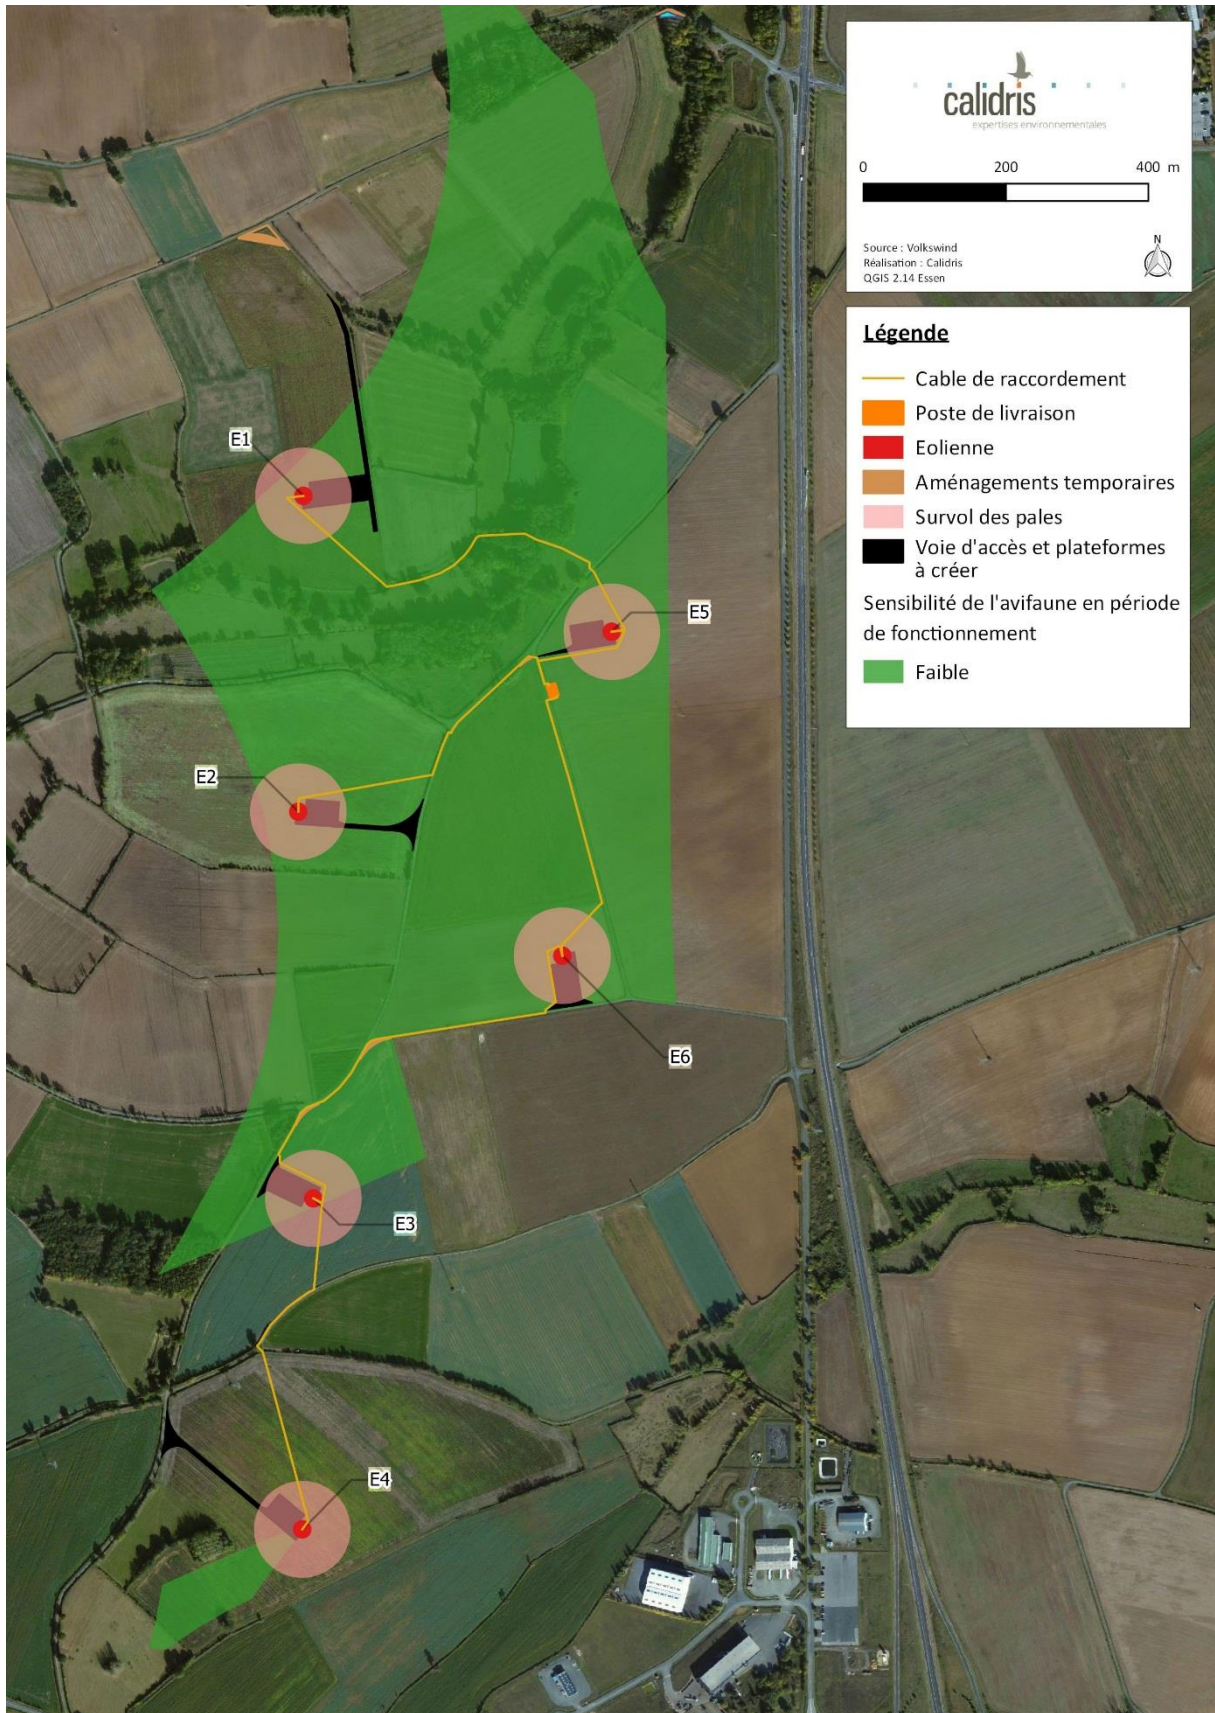 calidris
expertises environnementales
0 200 400 m
Source : Volkswind
Réalisation : Calidris
QGIS 2.14 Essen
N
Légende
Cable de raccordement
Poste de livraison
Eolienne
Aménagements temporaires
Survol des pales
Voie d'accès et plateformes
à créer
Sensibilité de l'avifaune en période
de fonctionnement
Faible
E1
E5
E2
E6
E3
E4